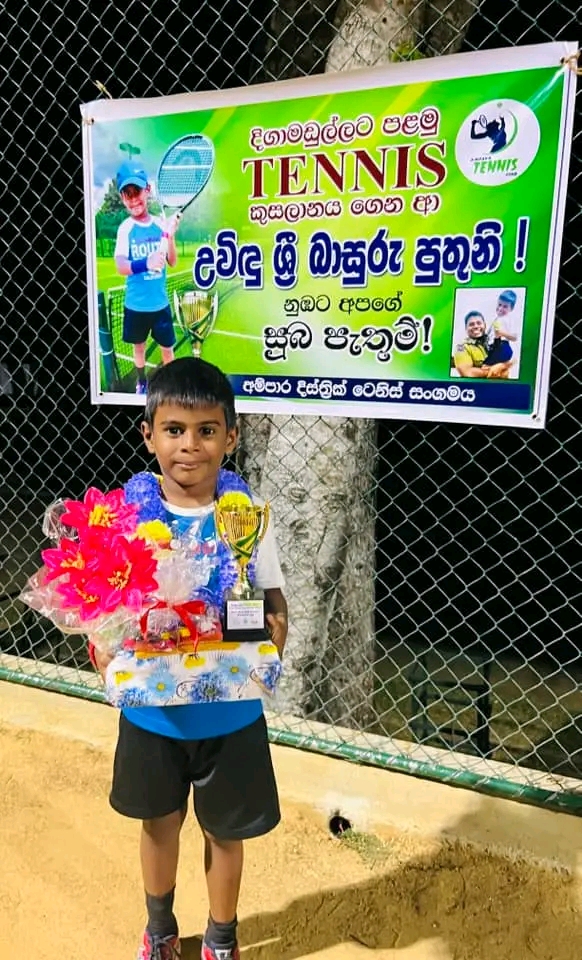 දිගාමඩුල්ලට පළමු
TENNIS
කුසලානය ගෙන ආ
උවිඳු ශ්‍රී බාසුරු පුතුනි !
නුඹට අපගේ
සුබ පැතුම්!
අම්පාර දිස්ත්‍රික් ටෙනිස් සංගමය
TENNIS